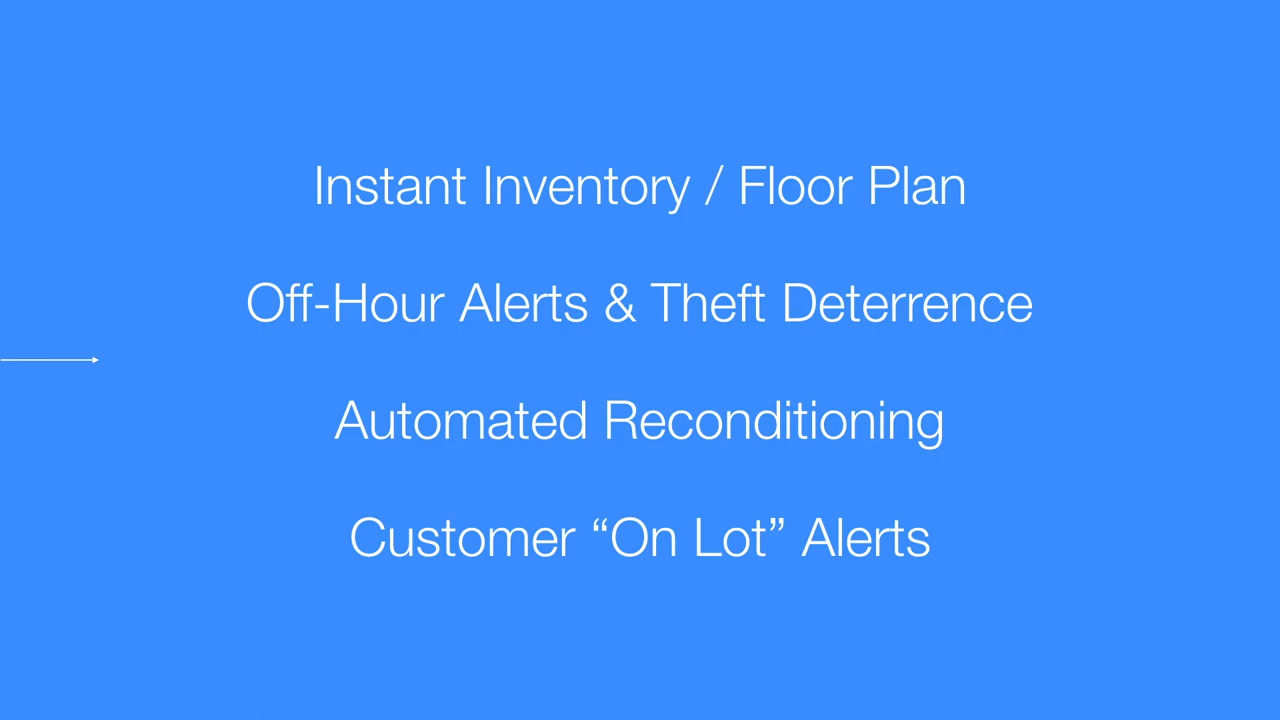 Instant Inventory / Floor Plan
Off-Hour Alerts & Theft Deterrence
Automated Reconditioning
Customer “On Lot” Alerts